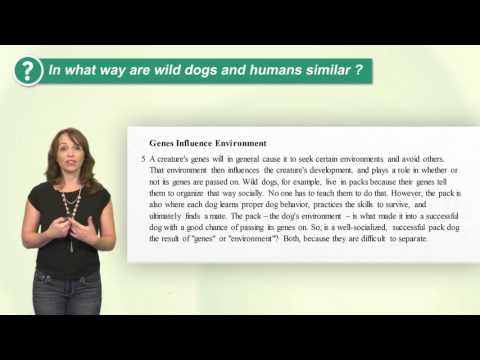 ? In what way are wild dogs and humans similar ?
Genes Influence Environment
5 A creature's genes will in general cause it to seek certain environments and avoid others.
That environment then influences the creature's development, and plays a role in whether or
not its genes are passed on. Wild dogs, for example, live in packs because their genes tell
them to organize that way socially. No one has to teach them to do that. However, the pack is
also where each dog learns proper dog behavior, practices the skills to survive, and
ultimately finds a mate. The pack – the dog's environment – is what made it into a successful
dog with a good chance of passing its genes on. So, is a well-socialized, successful pack dog
the result of "genes" or "environment"? Both, because they are difficult to separate.